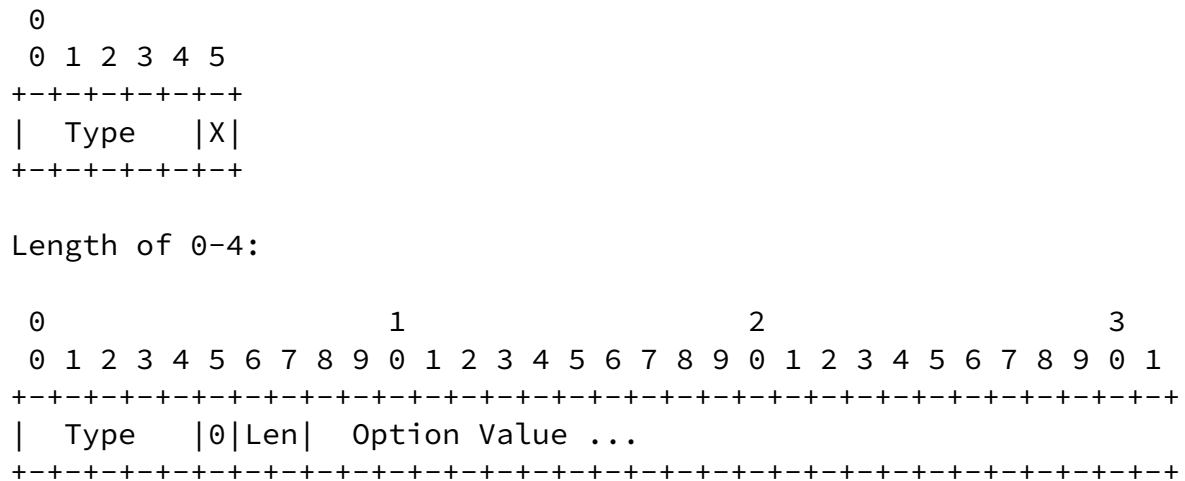 0
 0 1 2 3 4 5
+-+-+-+-+-+-+
|  Type   |X|
+-+-+-+-+-+-+

Length of 0-4:

 0                   1                   2                   3
 0 1 2 3 4 5 6 7 8 9 0 1 2 3 4 5 6 7 8 9 0 1 2 3 4 5 6 7 8 9 0 1
+-+-+-+-+-+-+-+-+-+-+-+-+-+-+-+-+-+-+-+-+-+-+-+-+-+-+-+-+-+-+-+-+
|  Type   |0|Len|  Option Value ...
+-+-+-+-+-+-+-+-+-+-+-+-+-+-+-+-+-+-+-+-+-+-+-+-+-+-+-+-+-+-+-+-+